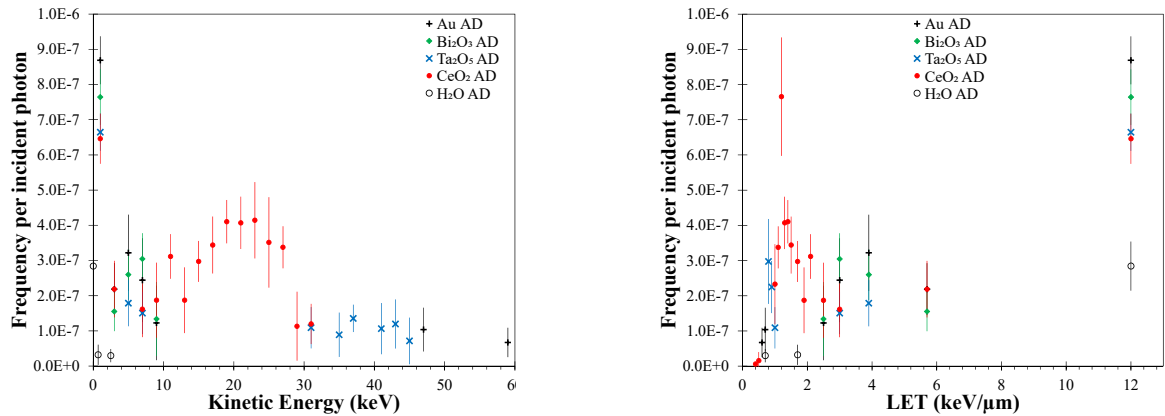 1.0E-6
9.0E-7
8.0E-7
7.0E-7
6.0E-7
5.0E-7
4.0E-7
3.0E-7
2.0E-7
1.0E-7
0.0E+0
Frequency per incident photon
Au AD
Bi₂O₃ AD
Ta₂O₅ AD
CeO₂ AD
H₂O AD
0 10 20 30 40 50 60
Kinetic Energy (keV)
1.0E-6
9.0E-7
8.0E-7
7.0E-7
6.0E-7
5.0E-7
4.0E-7
3.0E-7
2.0E-7
1.0E-7
0.0E+0
Frequency per incident photon
Au AD
Bi₂O₃ AD
Ta₂O₅ AD
CeO₂ AD
H₂O AD
0 2 4 6 8 10 12
LET (keV/μm)